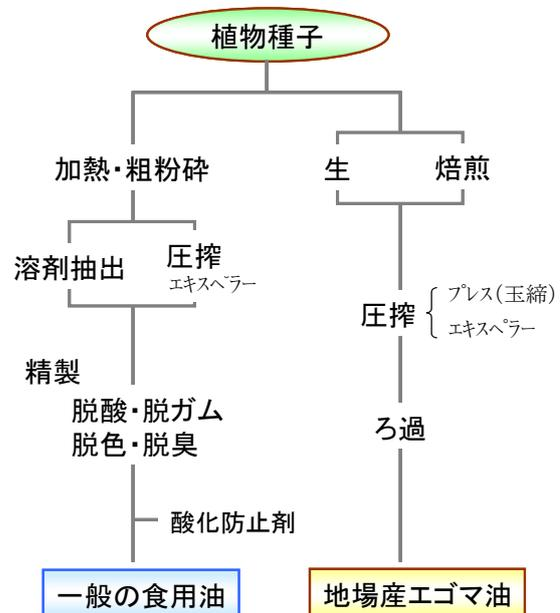 植物種子
加熱・粗粉砕
溶剤抽出
圧搾
エキスペラー
精製
脱酸・脱ガム
脱色・脱臭
酸化防止剤
一般の食用油
生
焙煎
圧搾
プレス(玉締)
エキスペラー
ろ過
地場産エゴマ油